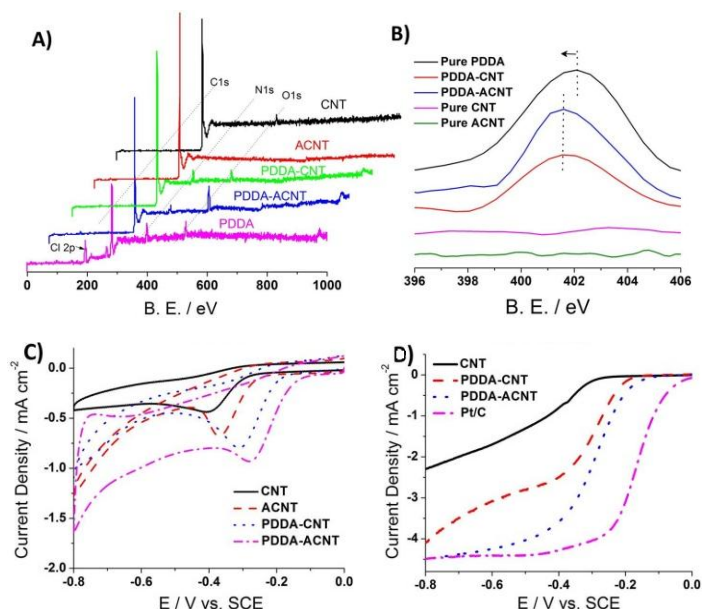 A)
C1s
N1s
O1s
CNT
ACNT
PDDA-CNT
PDDA-ACNT
PDDA
Cl 2p
0 200 400 600 800 1000
B. E. / eV
B)
Pure PDDA
PDDA-CNT
PDDA-ACNT
Pure CNT
Pure ACNT
396 398 400 402 404 406
B. E. / eV
C)
Current Density / mA cm-2
0.0
-0.5
-1.0
-1.5
-2.0
CNT
ACNT
PDDA-CNT
PDDA-ACNT
-0.8 -0.6 -0.4 -0.2 0.0
E / V vs. SCE
D)
Current Density / mA cm-2
0
-1
-2
-3
-4
CNT
PDDA-CNT
PDDA-ACNT
Pt/C
-0.8 -0.6 -0.4 -0.2 0.0
E / V vs. SCE